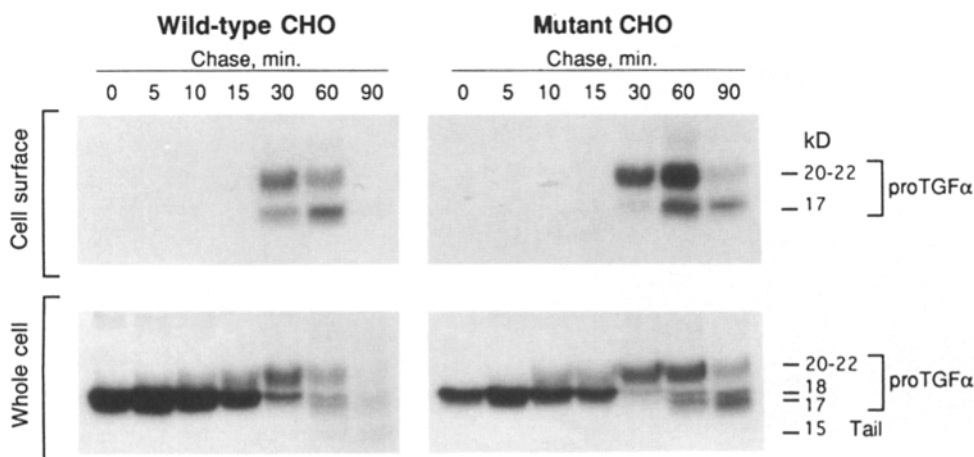 Wild-type CHO Mutant CHO
Chase, min. Chase, min.
0 5 10 15 30 60 90 0 5 10 15 30 60 90
Cell surface
kD
20-22
17
proTGFα
Whole cell
20-22
18
17
proTGFα
15 Tail